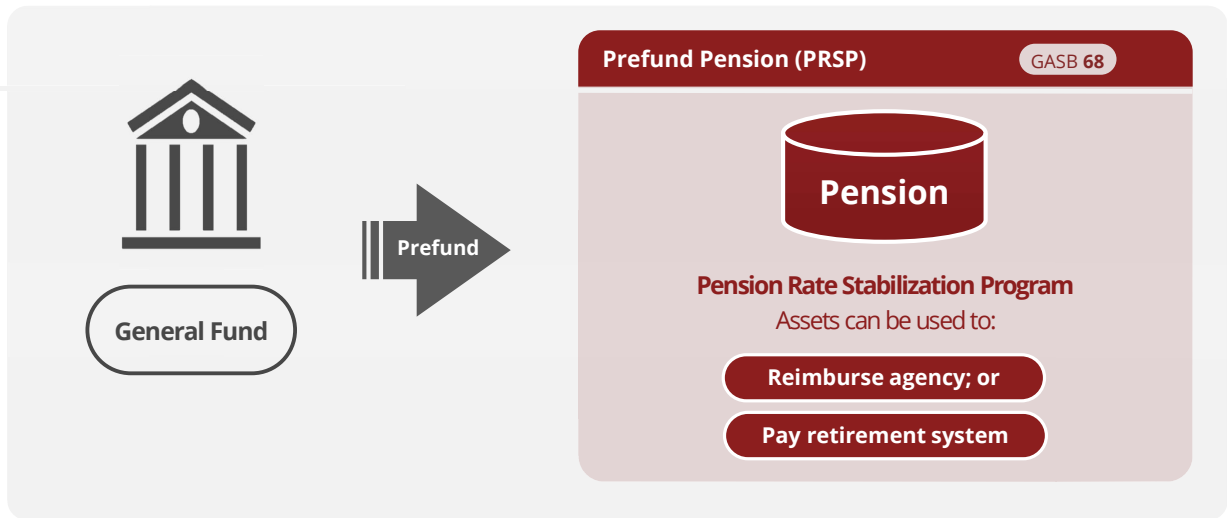 General Fund
Prefund
Prefund Pension (PRSP)
GASB 68
Pension
Pension Rate Stabilization Program
Assets can be used to:
Reimburse agency; or
Pay retirement system